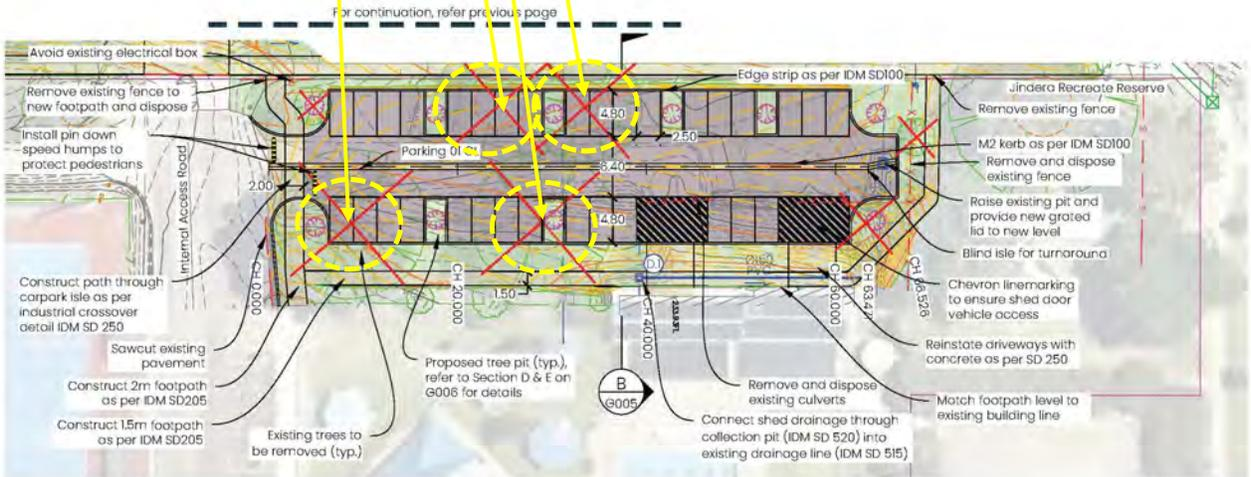 For continuation, refer previous page
Avoid existing electrical box
Remove existing fence to
new footpath and dispose
Install pin down
speed humps to
protect pedestrians
Internal Access Road
2.00
Parking 01 CL
4.80
2.50
6.40
4.80
Edge strip as per IDM SD100
Jindera Recreate Reserve
Remove existing fence
M2 kerb as per IDM SD100
Remove and dispose
existing fence
Raise existing pit and
provide new grated
lid to new level
Blind isle for turnaround
Chevron linemarking
to ensure shed door
vehicle access
Reinstate driveways with
concrete as per SD 250
Match footpath level to
existing building line
Construct path through
carpark isle as per
industrial crossover
detail IDM SD 250
Sawcut existing
pavement
Construct 2m footpath
as per IDM SD205
Construct 1.5m footpath
as per IDM SD205
Existing trees to
be removed (typ.)
CH 0.000
CH 20.000
1.50
D.1
CH 40.000
CH 60.000
Proposed tree pit (typ.),
refer to Section D & E on
G006 for details
B
G005
Remove and dispose
existing culverts
Connect shed drainage through
collection pit (IDM SD 520) into
existing drainage line (IDM SD 515)